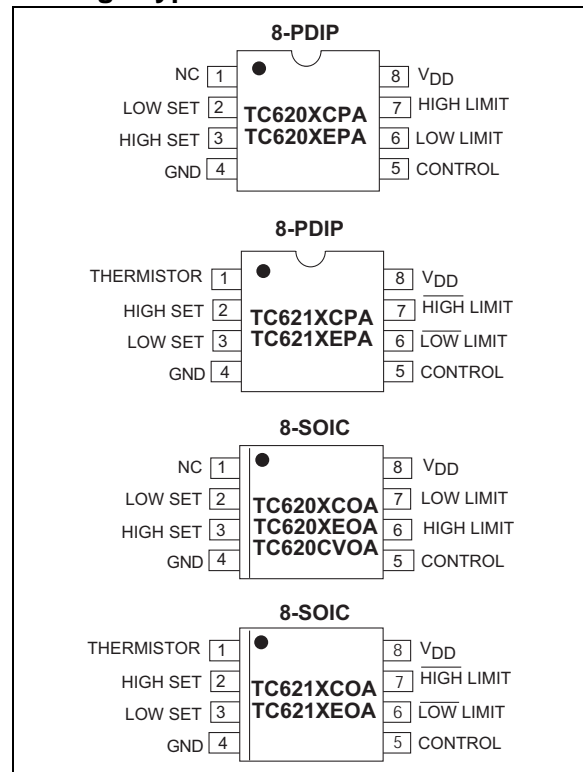 8-PDIP
NC 1 8 VDD
LOW SET 2 TC620XCPA 7 HIGH LIMIT
HIGH SET 3 TC620XEPA 6 LOW LIMIT
GND 4 5 CONTROL
8-PDIP
THERMISTOR 1 8 VDD
HIGH SET 2 TC621XCPA 7 HIGH LIMIT
LOW SET 3 TC621XEPA 6 LOW LIMIT
GND 4 5 CONTROL
8-SOIC
NC 1 8 VDD
LOW SET 2 TC620XCOA 7 LOW LIMIT
HIGH SET 3 TC620XEOA 6 HIGH LIMIT
TC620CVOA
GND 4 5 CONTROL
8-SOIC
THERMISTOR 1 8 VDD
HIGH SET 2 TC621XCOA 7 HIGH LIMIT
LOW SET 3 TC621XEOA 6 LOW LIMIT
GND 4 5 CONTROL